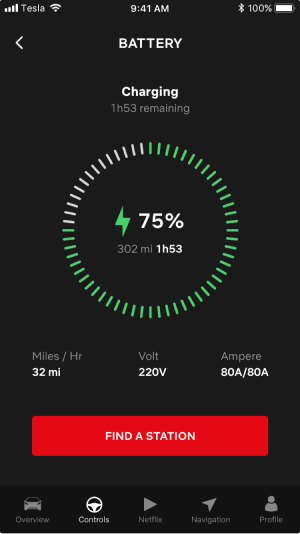 Tesla 9:41 AM 100%
BATTERY
Charging
1h53 remaining
75%
302 mi 1h53
Miles / Hr Volt Ampere
32 mi 220V 80A/80A
FIND A STATION
Overview Controls Netflix Navigation Profile